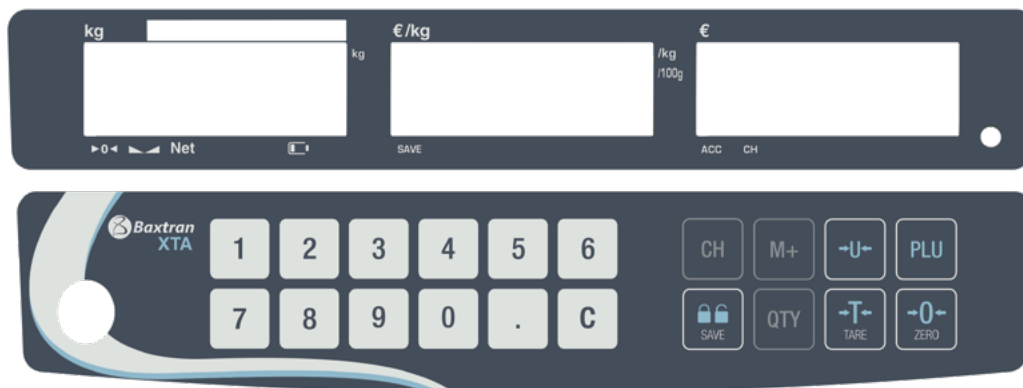 kg €/kg €
kg /kg
/100g
►0◄ Net SAVE ACC CH
Baxtran
XTA
1 2 3 4 5 6 CH M+ →U← PLU
7 8 9 0 . C SAVE QTY →T← TARE →0← ZERO